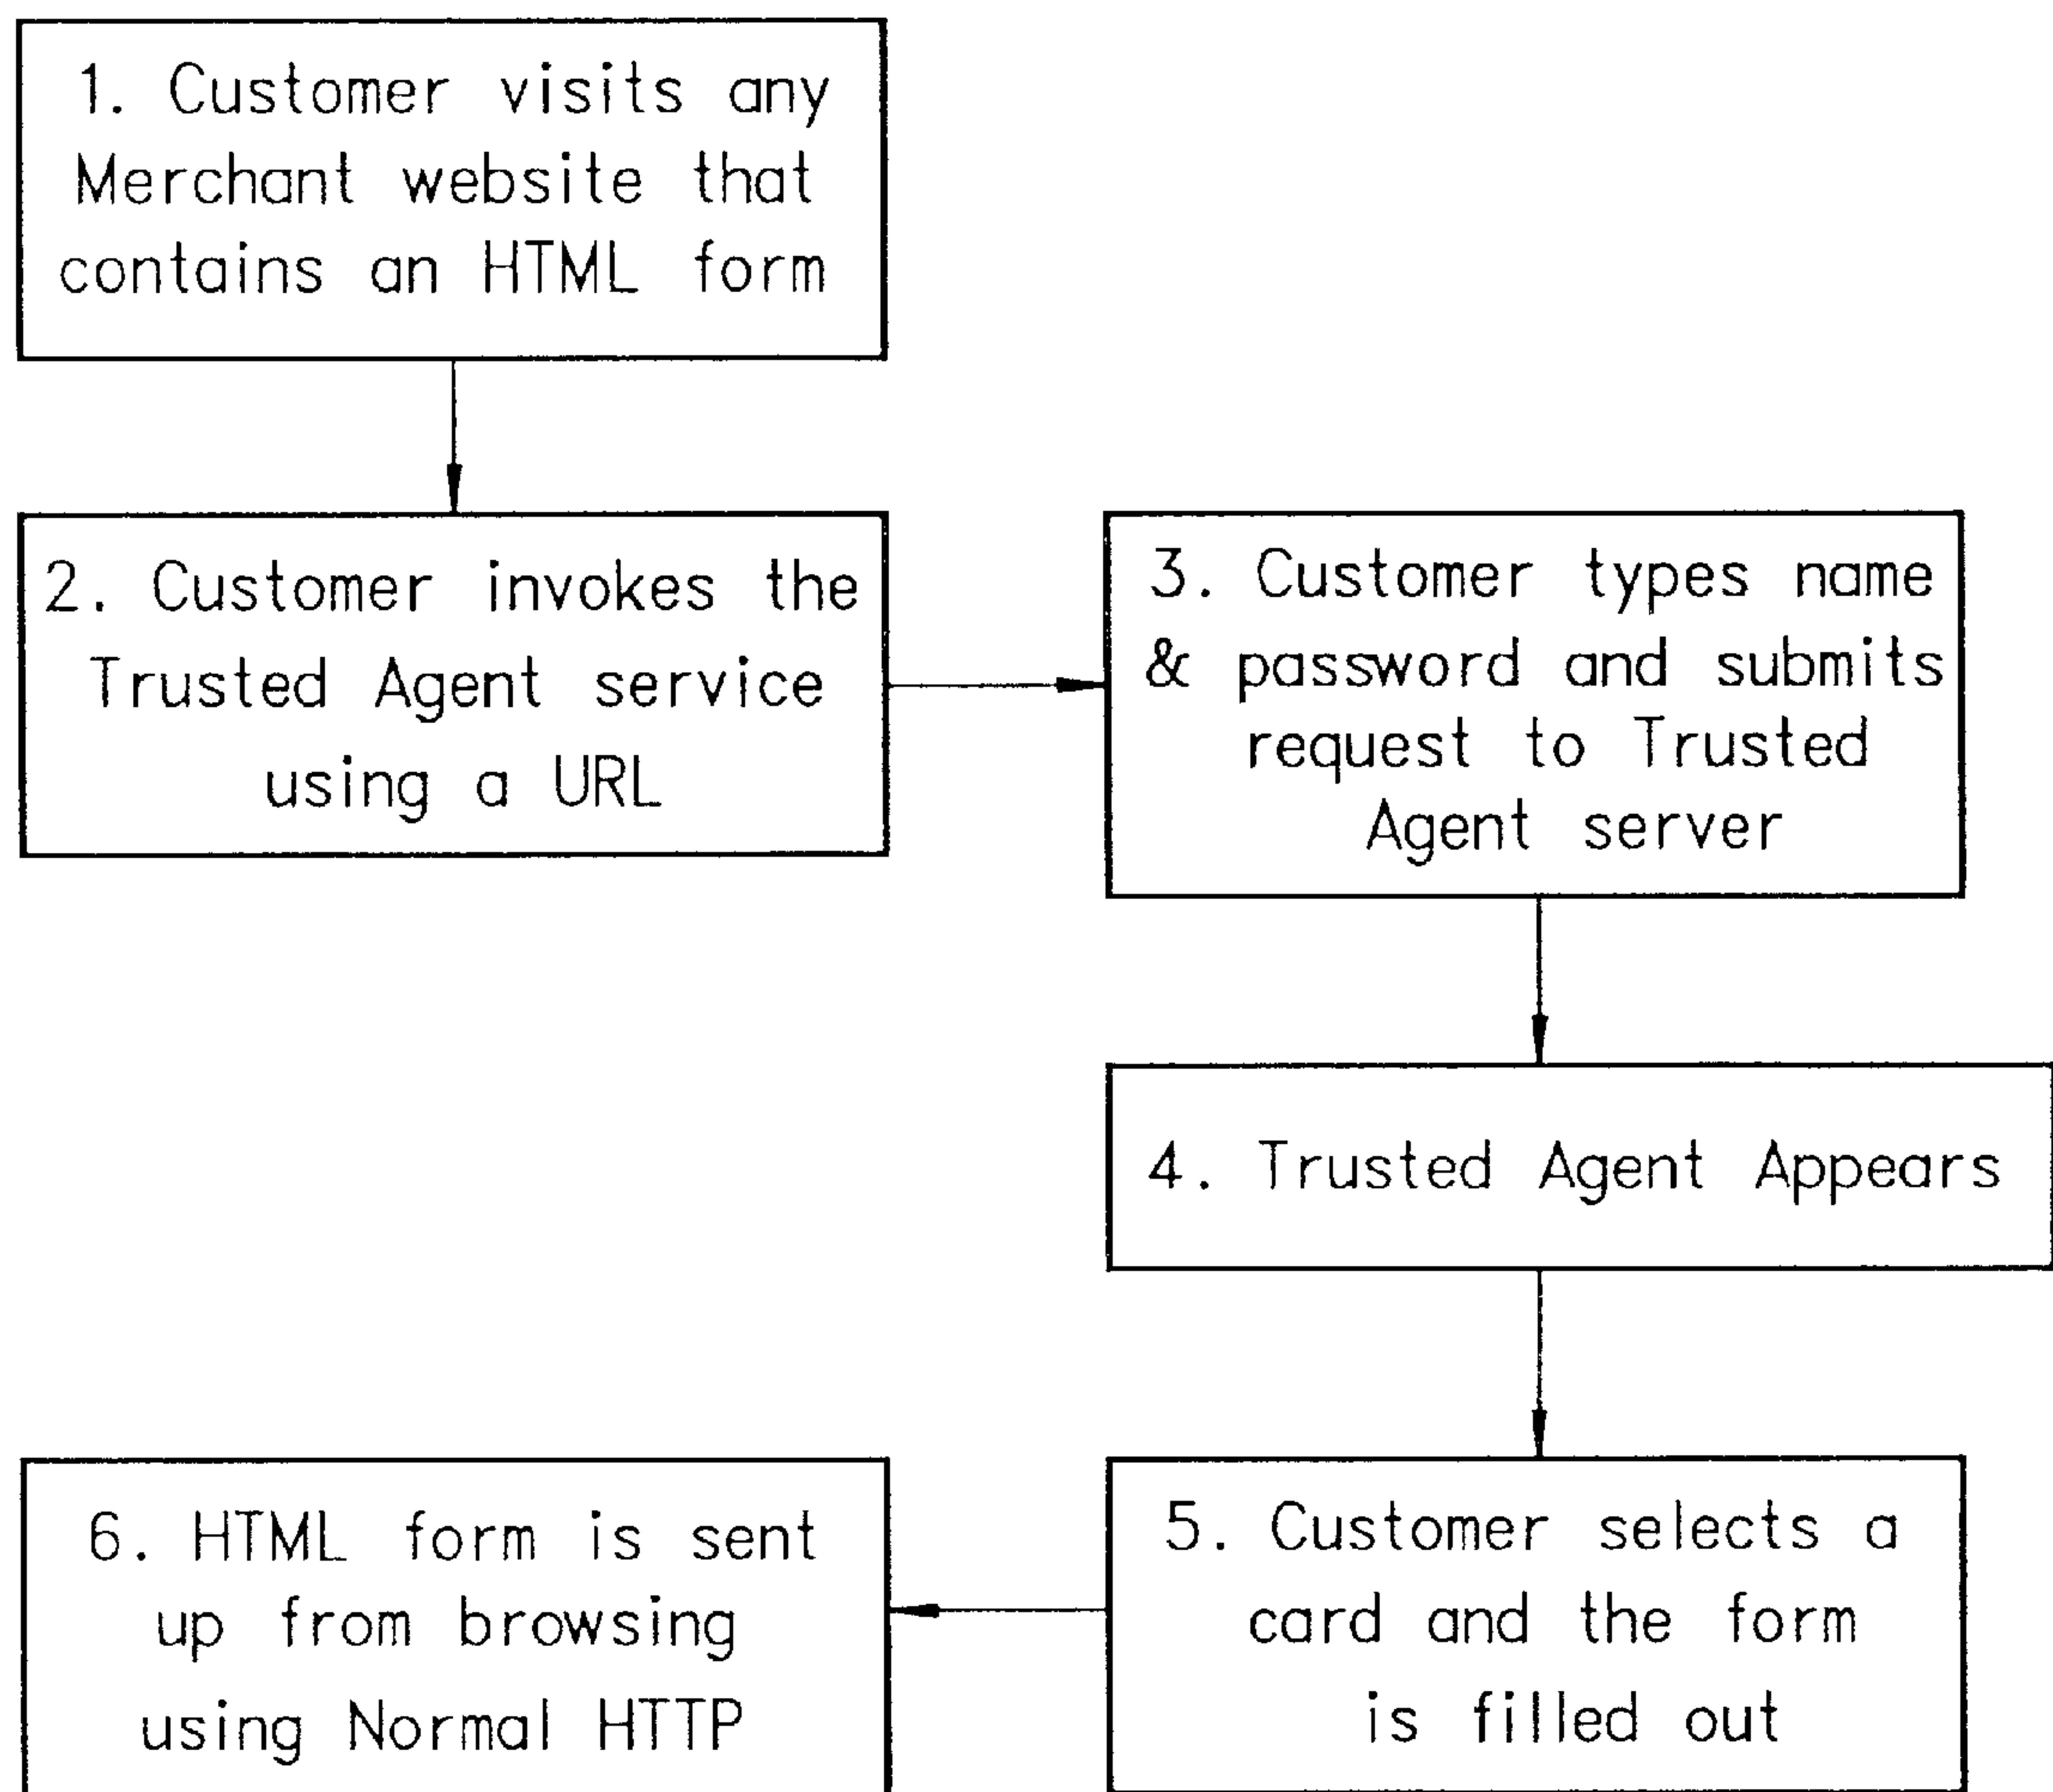 1. Customer visits any
Merchant website that
contains an HTML form
2. Customer invokes the
Trusted Agent service
using a URL
3. Customer types name
& password and submits
request to Trusted
Agent server
4. Trusted Agent Appears
5. Customer selects a
card and the form
is filled out
6. HTML form is sent
up from browsing
using Normal HTTP